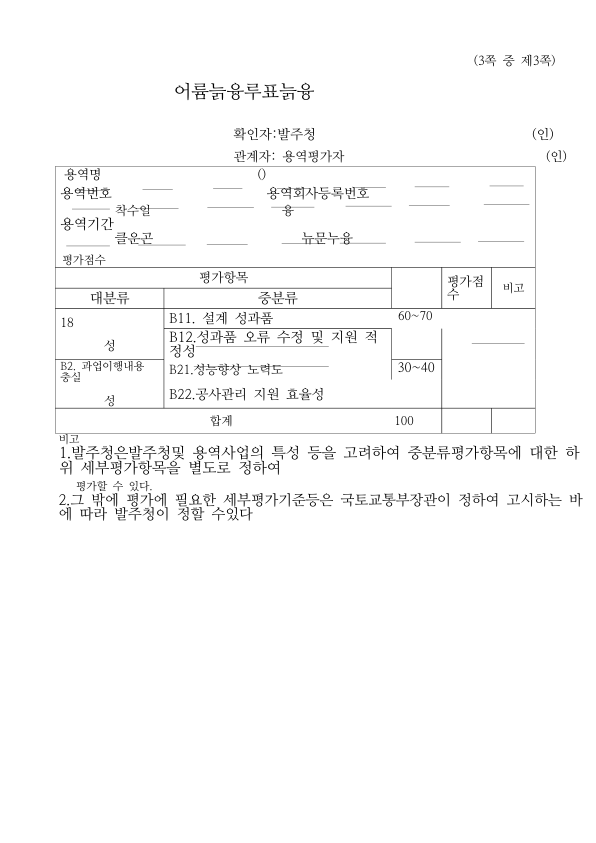 (3쪽 중 제3쪽)
어륨늙융루표늙융
확인자:발주청 (인)
관계자: 용역평가자 (인)
용역명 ()
용역번호 용역회사등록번호
착수일 융
용역기간
클운곤 뉴문누융
평가점수
평가항목 평가점수 비고
대분류 중분류
18
성
B11. 설계 성과품 60~70
B12.성과품 오류 수정 및 지원 적
정성
B2. 과업이행내용
충실
성
B21.성능향상 노력도 30~40
B22.공사관리 지원 효율성
합계 100
비고
1.발주청은발주청및 용역사업의 특성 등을 고려하여 중분류평가항목에 대한 하
위 세부평가항목을 별도로 정하여
평가할 수 있다.
2.그 밖에 평가에 필요한 세부평가기준등은 국토교통부장관이 정하여 고시하는 바
에 따라 발주청이 정할 수있다